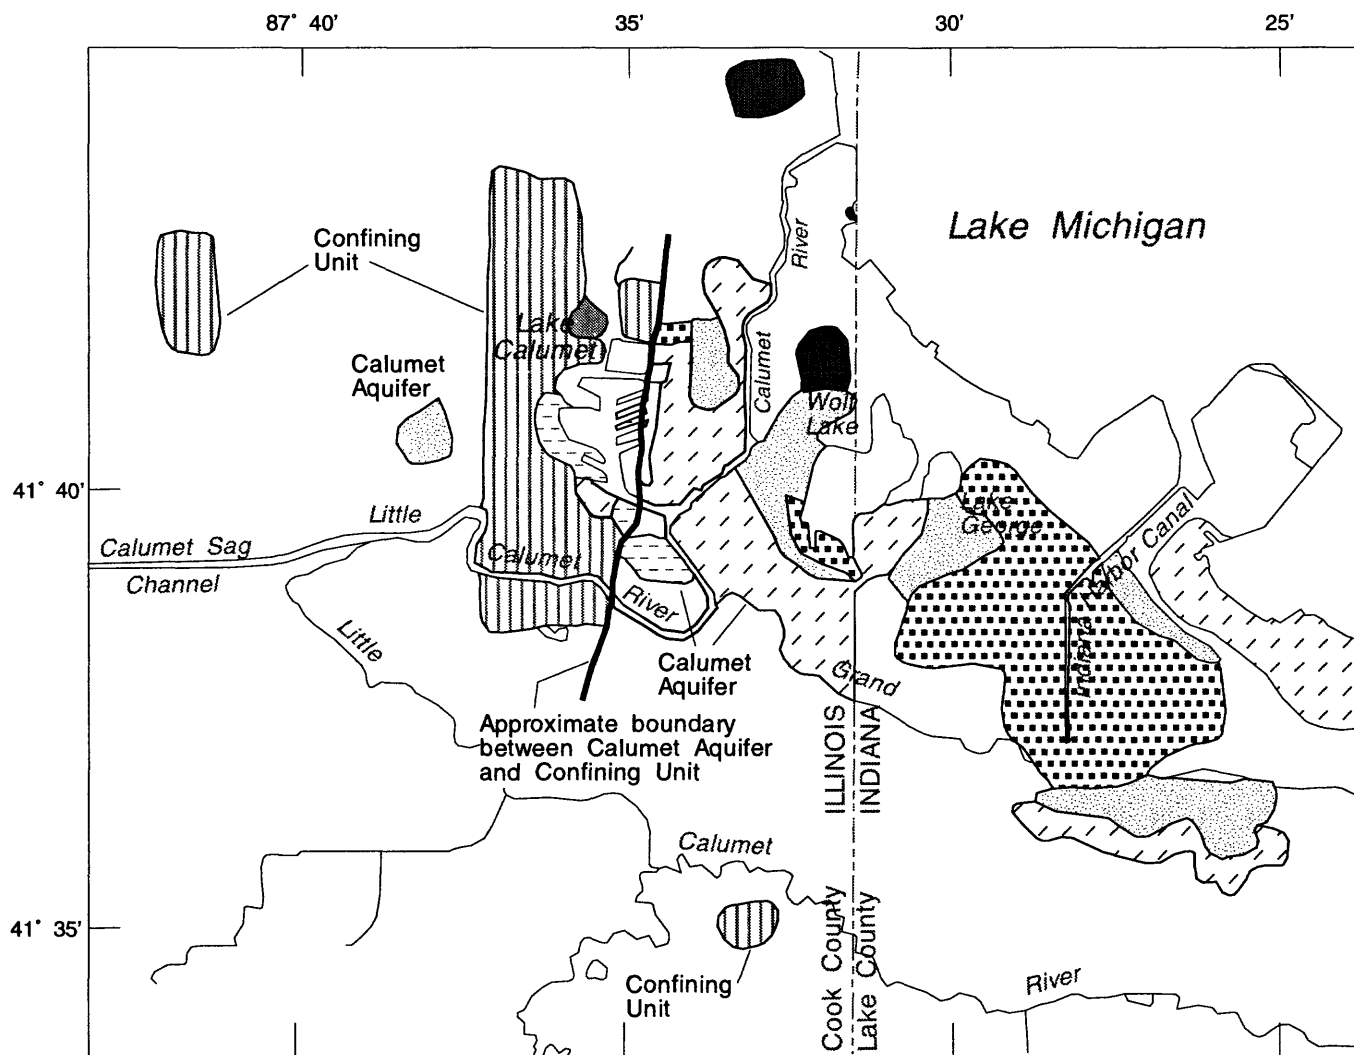 87° 40'
35'
30'
25'
Lake Michigan
River
Confining
Unit
Lake
Calumet
Calumet
Aquifer
Calumet
Wolf
Lake
41° 40'
Little
Lake
George
Calumet Sag
Channel
Calumet
Indiana Harbor Canal
River
Little
Calumet
Aquifer
Grand
Approximate boundary
between Calumet Aquifer
and Confining Unit
ILLINOIS
INDIANA
Calumet
41° 35'
Cook County
Lake County
Confining
Unit
River